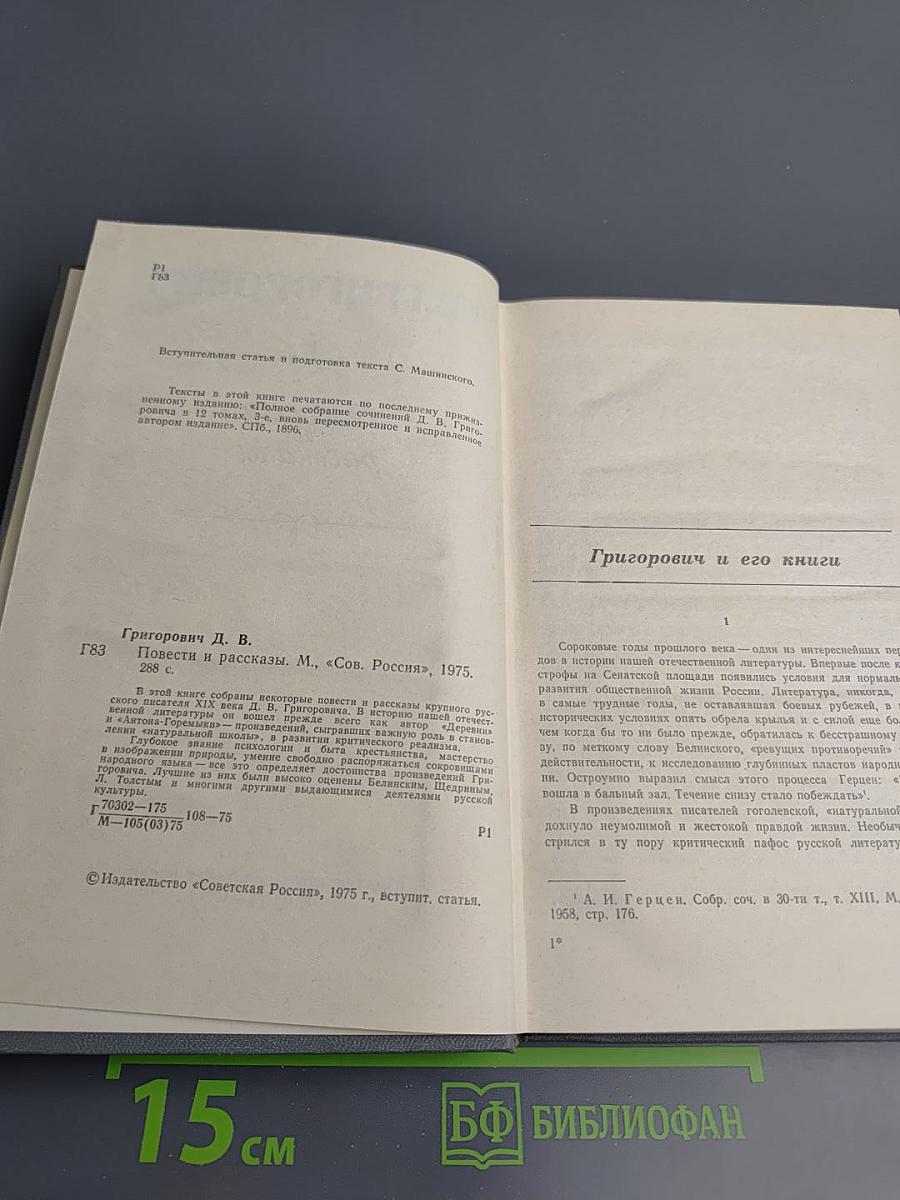 Р1
Г83
Вступительная статья и подготовка текста С. Машинского.
Тексты в этой книге печатаются по последнему прижиз-
ненному изданию: «Полное собрание сочинений Д. В. Григо-
ровича в 12 томах, 3-е, вновь пересмотренное и исправленное
автором издание». СПб., 1896.
Григорович Д. В.
Г83 Повести и рассказы. М., «Сов. Россия», 1975.
288 с.
В этой книге собраны некоторые повести и рассказы крупного рус-
ского писателя XIX века Д. В. Григоровича. В историю нашей отечест-
венной литературы он вошел прежде всего как автор «Деревни»
и «Антона-Горемыки» — произведений, сыгравших важную роль в станов-
лении «натуральной школы», в развитии критического реализма.
Глубокое знание психологии и быта крестьянства, мастерство
в изображении природы, умение свободно распоряжаться сокровищами
народного языка — все это определяет достоинства произведений Гри-
горовича. Лучшие из них были высоко оценены Белинским, Щедриным,
Л. Толстым и многими другими выдающимися деятелями русской
культуры.
Г 70302—175
М—105(03)75 108—75
Р1
© Издательство «Советская Россия», 1975 г., вступит. статья.
Григорович и его книги
1
Сороковые годы прошлого века — один из интереснейших пер
дов в истории нашей отечественной литературы. Впервые после к
строфы на Сенатской площади появились условия для нормаль
развития общественной жизни России. Литература, никогда,
в самые трудные годы, не оставлявшая боевых рубежей, в
исторических условиях опять обрела крылья и с силой еще бол
чем когда бы то ни было прежде, обратилась к бесстрашному
зу, по меткому слову Белинского, «ревущих противоречий»
действительности, к исследованию глубинных пластов народн
ни. Остроумно выразил смысл этого процесса Герцен:
вошла в бальный зал. Течение снизу стало побеждать»¹.
В произведениях писателей гоголевской, «натуральной
дохнуло неумолимой и жестокой правдой жизни. Необыч
стрился в ту пору критический пафос русской литерату
¹ А. И. Герцен. Собр. соч. в 30-ти т., т. XIII. М.
1958, стр. 176.
1*
15 см
БФ БИБЛИОФАН